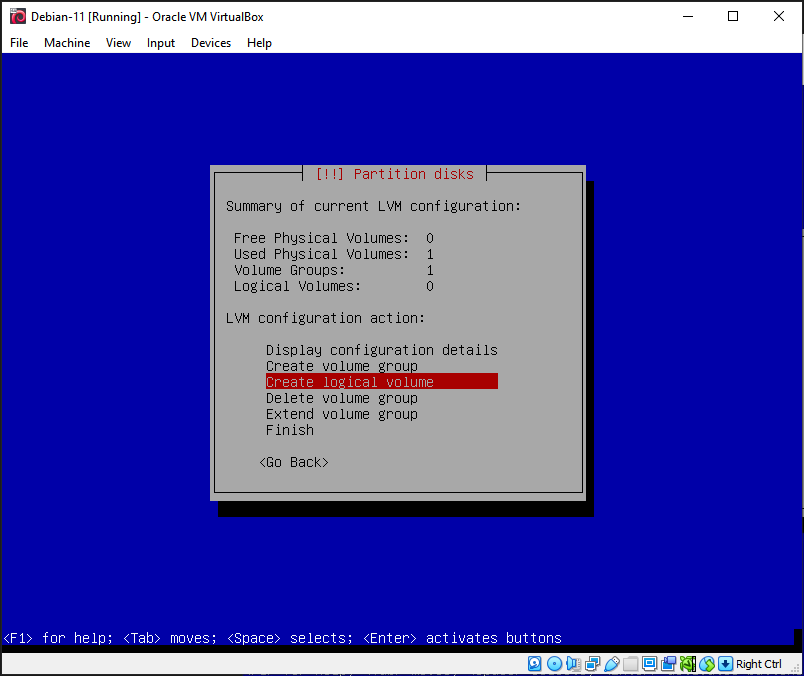 Debian-11 [Running] - Oracle VM VirtualBox
File Machine View Input Devices Help
[!!] Partition disks
Summary of current LVM configuration:
Free Physical Volumes: 0
Used Physical Volumes: 1
Volume Groups: 1
Logical Volumes: 0
LVM configuration action:
Display configuration details
Create volume group
Create logical volume
Delete volume group
Extend volume group
Finish
<Go Back>
<F1> for help; <Tab> moves; <Space> selects; <Enter> activates buttons
Right Ctrl